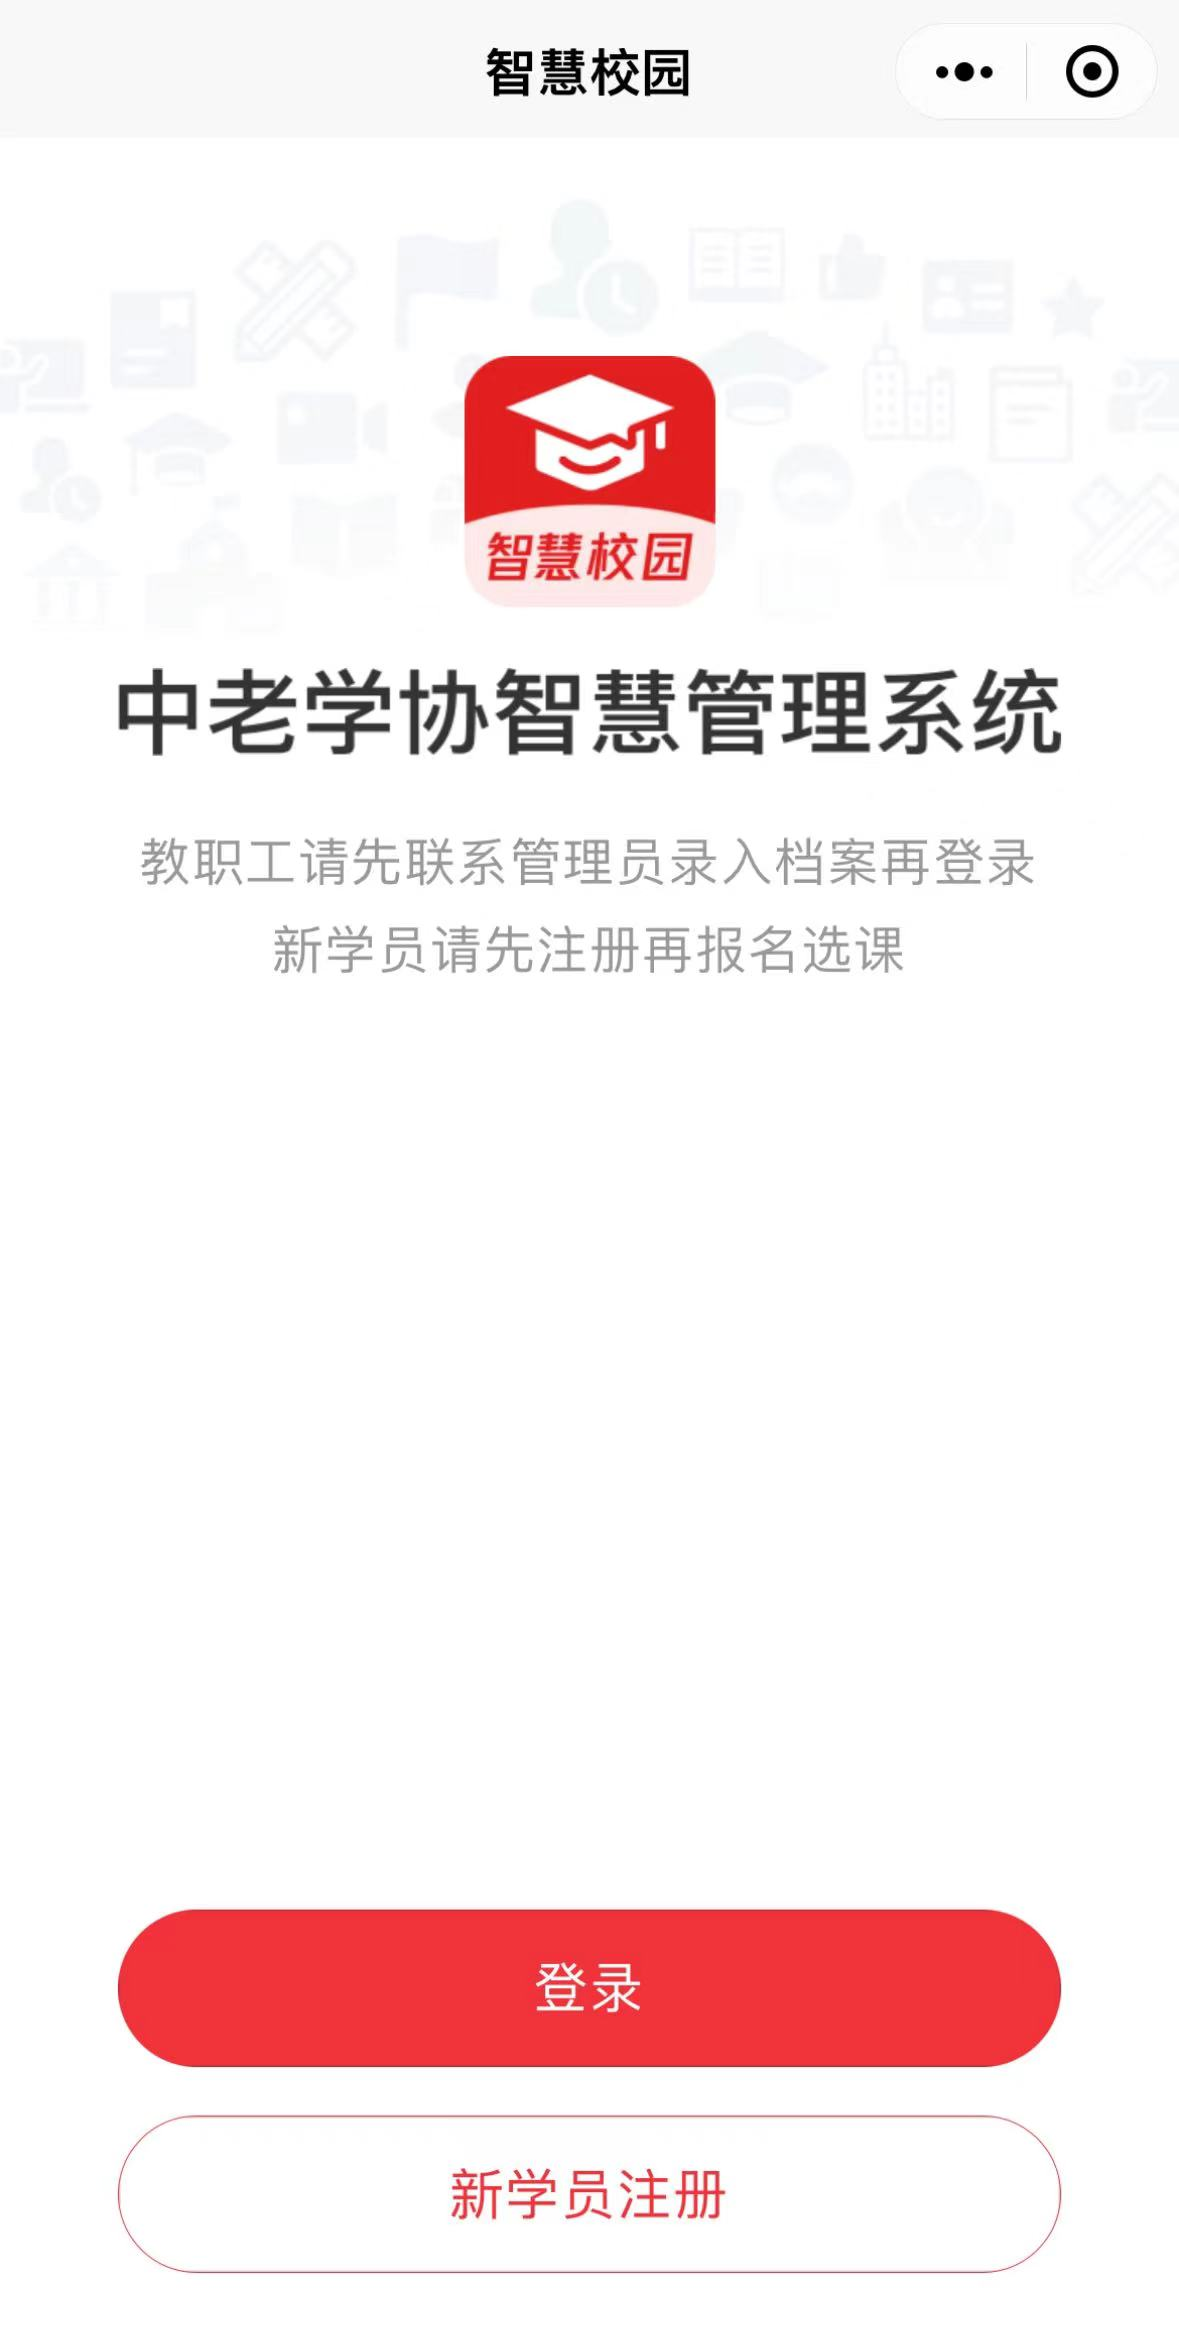 智慧校园
智慧校园
中老学协智慧管理系统
教职工请先联系管理员录入档案再登录
新学员请先注册再报名选课
登录
新学员注册